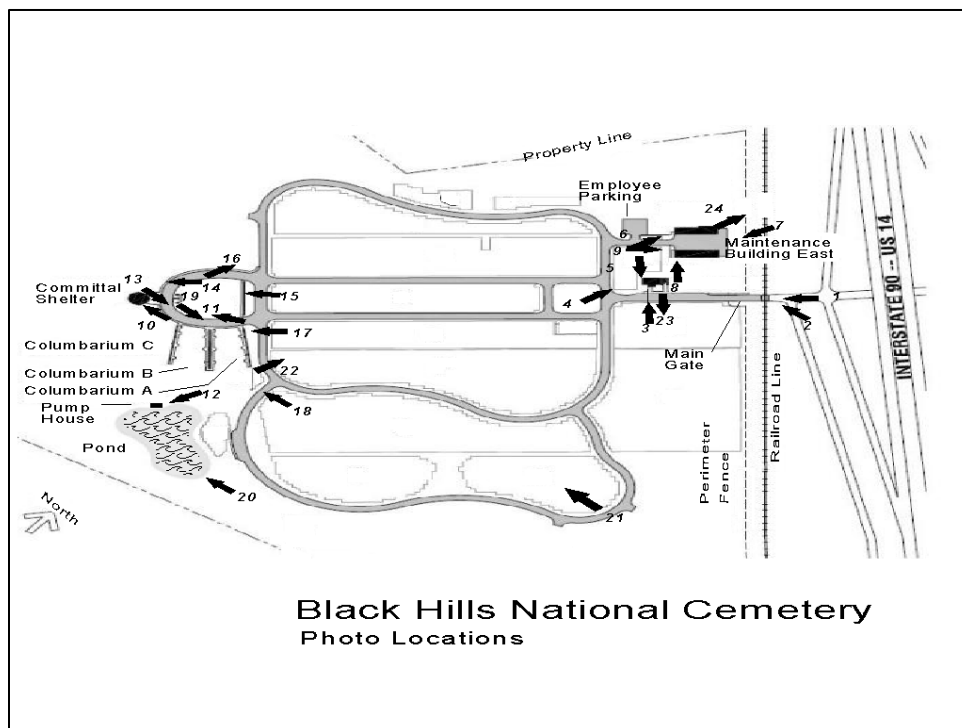 Property Line
Employee
Parking
24
7
6
9
Maintenance
Building East
16
13
5
Committal
Shelter
14
19
8
15
4
11
1
10
17
3
23
2
INTERSTATE 90 -- US 14
Columbarium C
Main
Gate
Columbarium B
22
Columbarium A
12
Pump
House
18
Railroad Line
Pond
Perimeter
Fence
20
North
21
Black Hills National Cemetery
Photo Locations